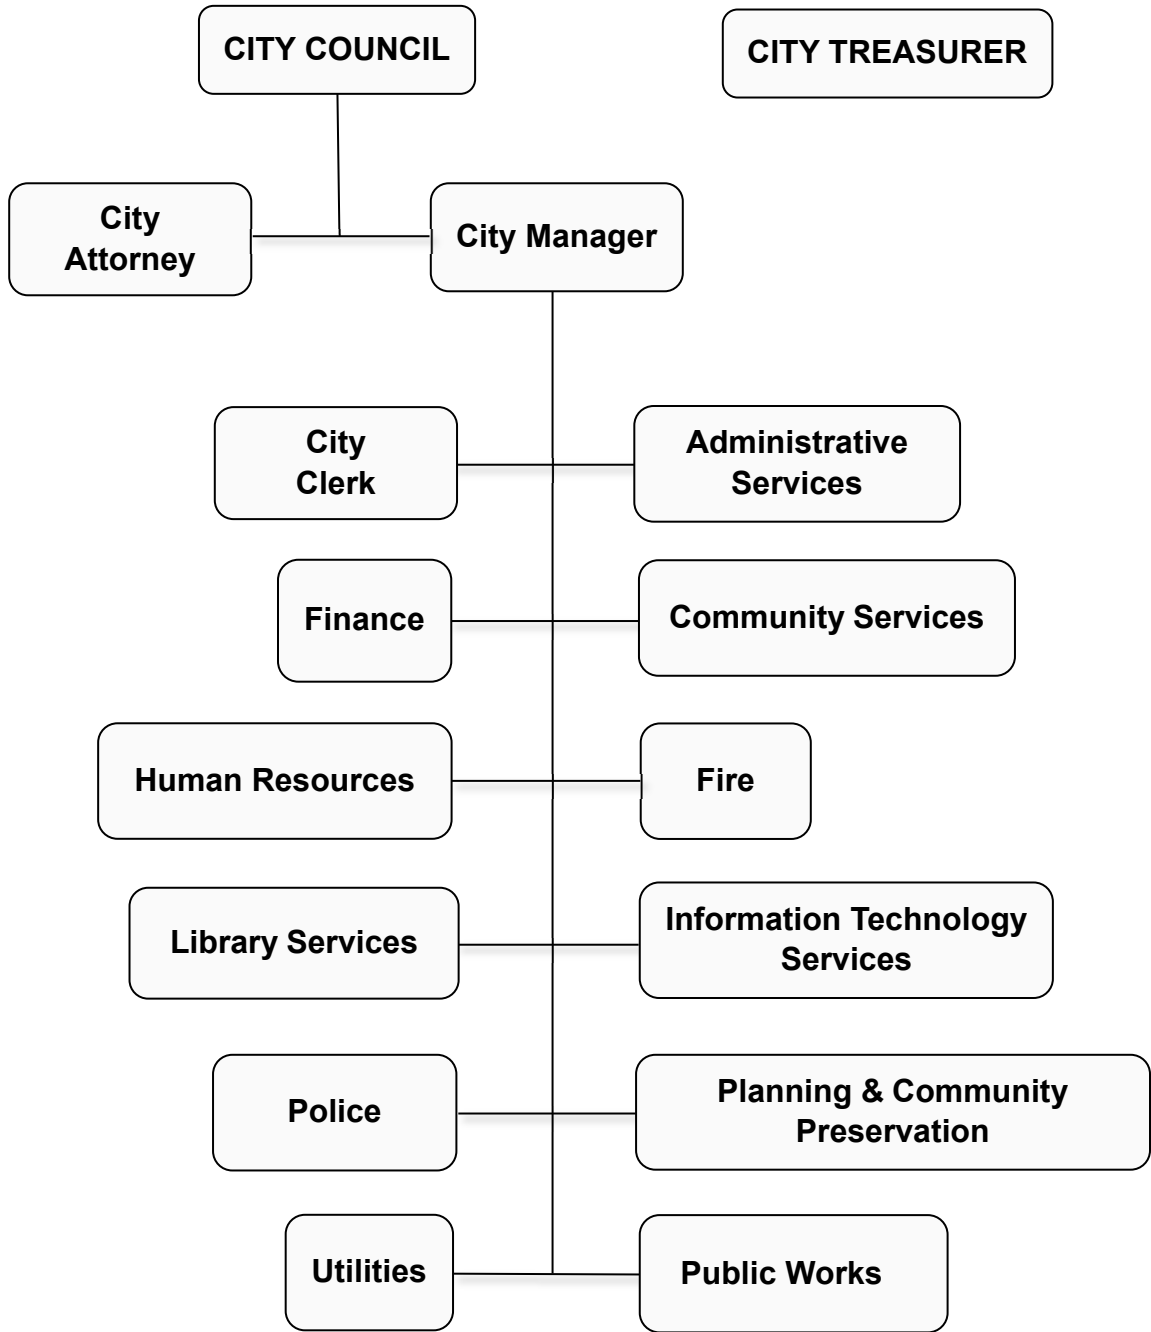 CITY COUNCIL
CITY TREASURER
City
Attorney
City Manager
City
Clerk
Administrative
Services
Finance
Community Services
Human Resources
Fire
Library Services
Information Technology
Services
Police
Planning & Community
Preservation
Utilities
Public Works